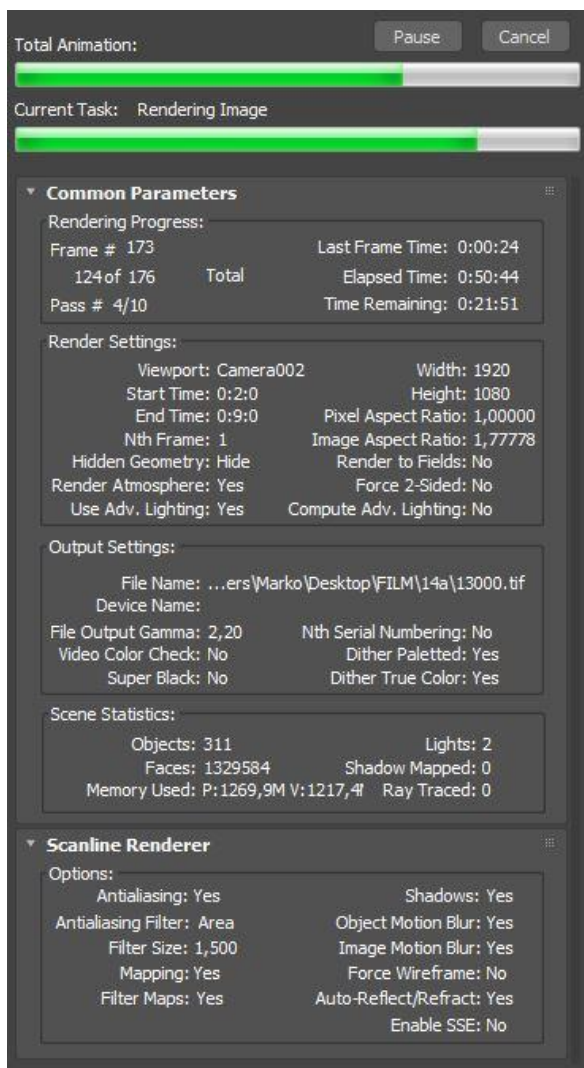 Pause Cancel
Total Animation:
Current Task: Rendering Image
Common Parameters
Rendering Progress:
Frame # 173 Last Frame Time: 0:00:24
124 of 176 Total Elapsed Time: 0:50:44
Pass # 4/10 Time Remaining: 0:21:51
Render Settings:
Viewport: Camera002 Width: 1920
Start Time: 0:2:0 Height: 1080
End Time: 0:9:0 Pixel Aspect Ratio: 1,00000
Nth Frame: 1 Image Aspect Ratio: 1,77778
Hidden Geometry: Hide Render to Fields: No
Render Atmosphere: Yes Force 2-Sided: No
Use Adv. Lighting: Yes Compute Adv. Lighting: No
Output Settings:
File Name: ...ers\Marko\Desktop\FILM\14a\13000.tif
Device Name:
File Output Gamma: 2,20 Nth Serial Numbering: No
Video Color Check: No Dither Paletted: Yes
Super Black: No Dither True Color: Yes
Scene Statistics:
Objects: 311 Lights: 2
Faces: 1329584 Shadow Mapped: 0
Memory Used: P:1269,9M V:1217,4 Ray Traced: 0
Scanline Renderer
Options:
Antialiasing: Yes Shadows: Yes
Antialiasing Filter: Area Object Motion Blur: Yes
Filter Size: 1,500 Image Motion Blur: Yes
Mapping: Yes Force Wireframe: No
Filter Maps: Yes Auto-Reflect/Refract: Yes
Enable SSE: No